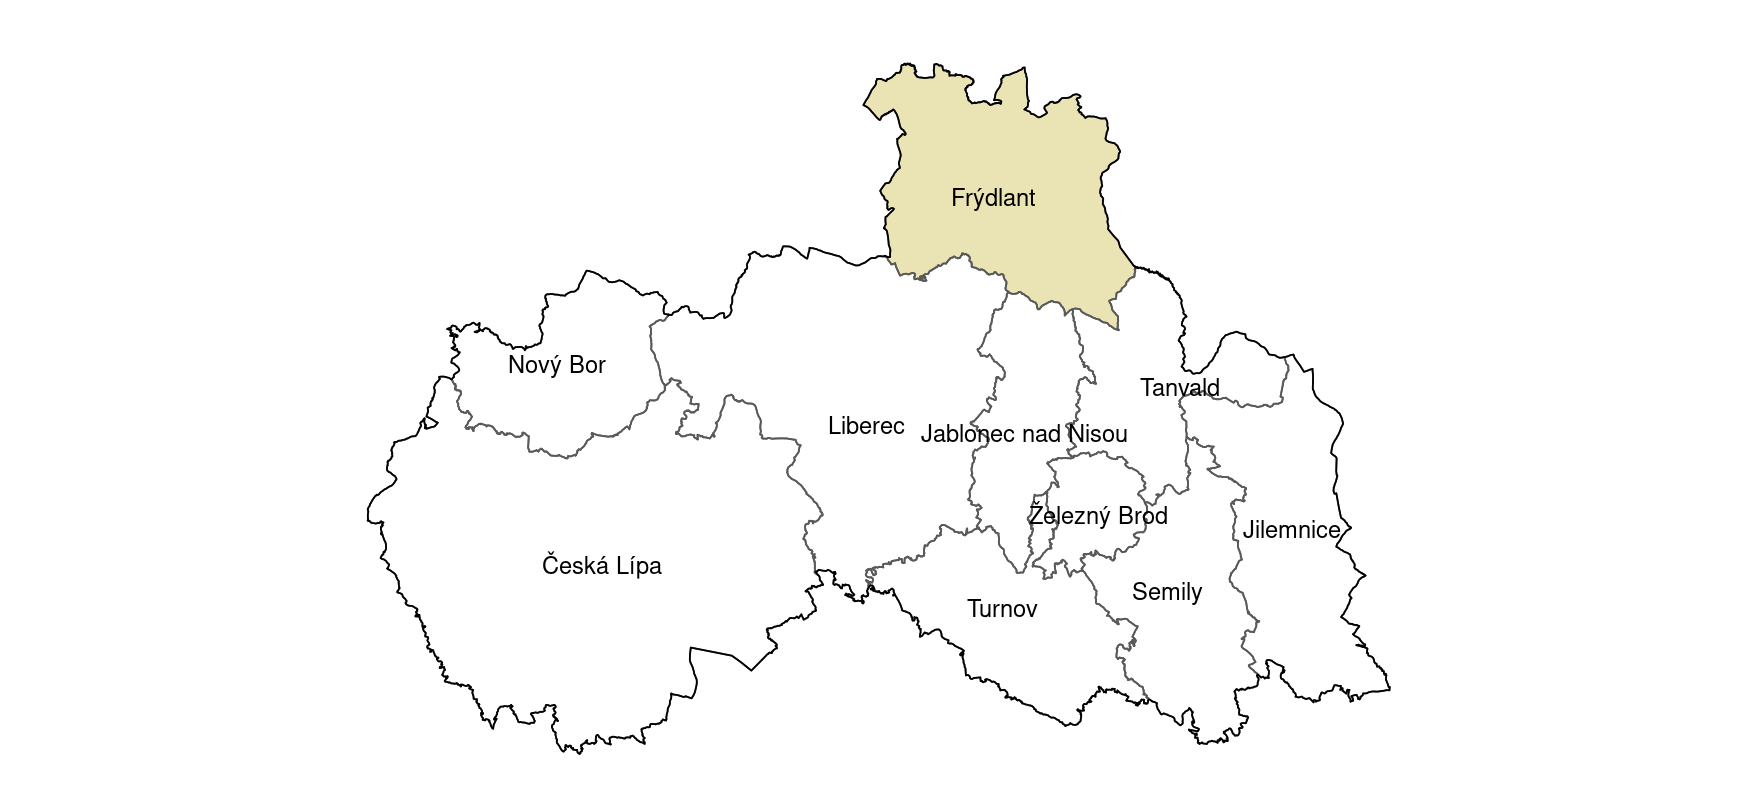 Frýdlant
Nový Bor
Tanvald
Liberec
Jablonec nad Nisou
Železný Brod
Jilemnice
Česká Lípa
Semily
Turnov